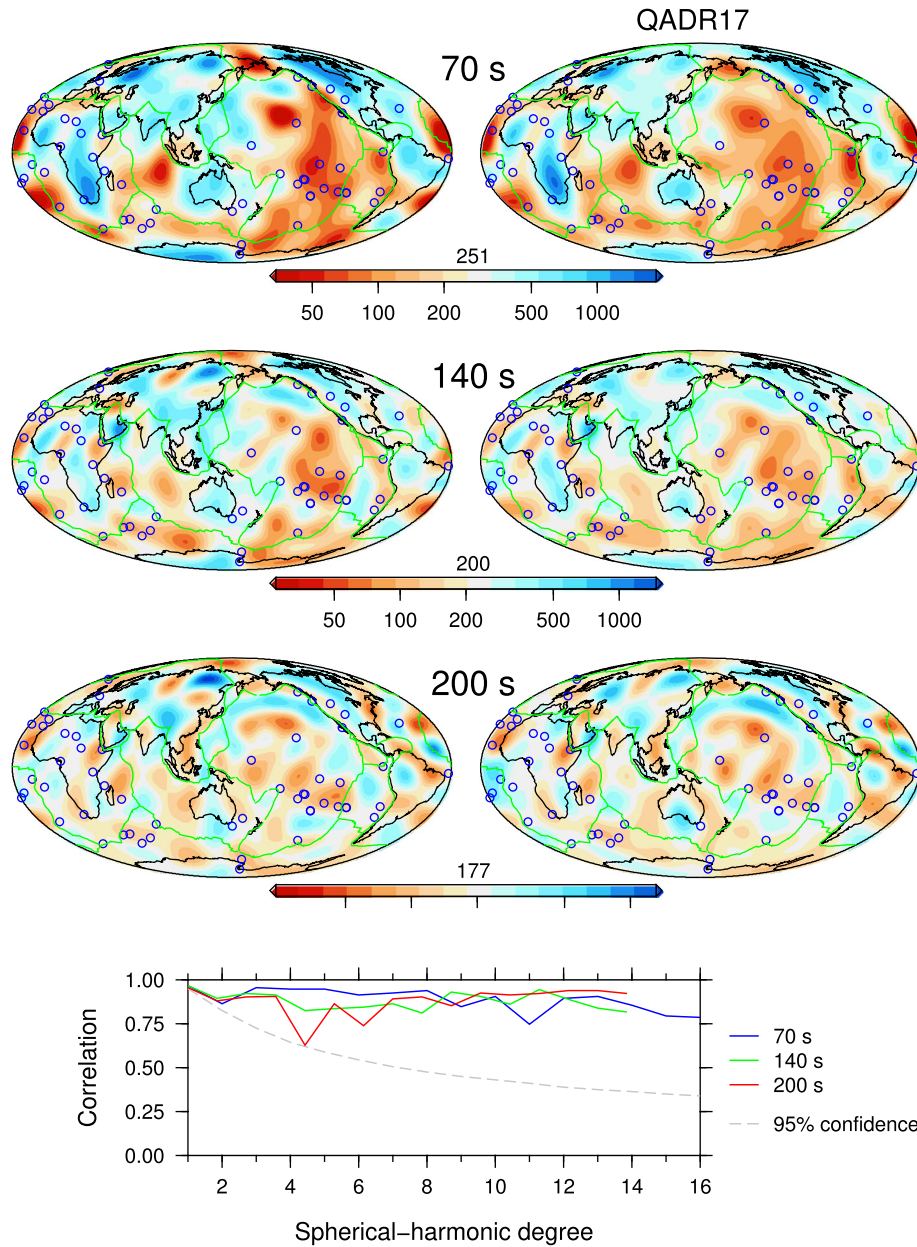 QADR17
70 s
251
50 100 200 500 1000
140 s
200
50 100 200 500 1000
200 s
177
1.00
0.75
0.50
0.25
0.00
Correlation
2 4 6 8 10 12 14 16
Spherical−harmonic degree
70 s
140 s
200 s
95% confidence